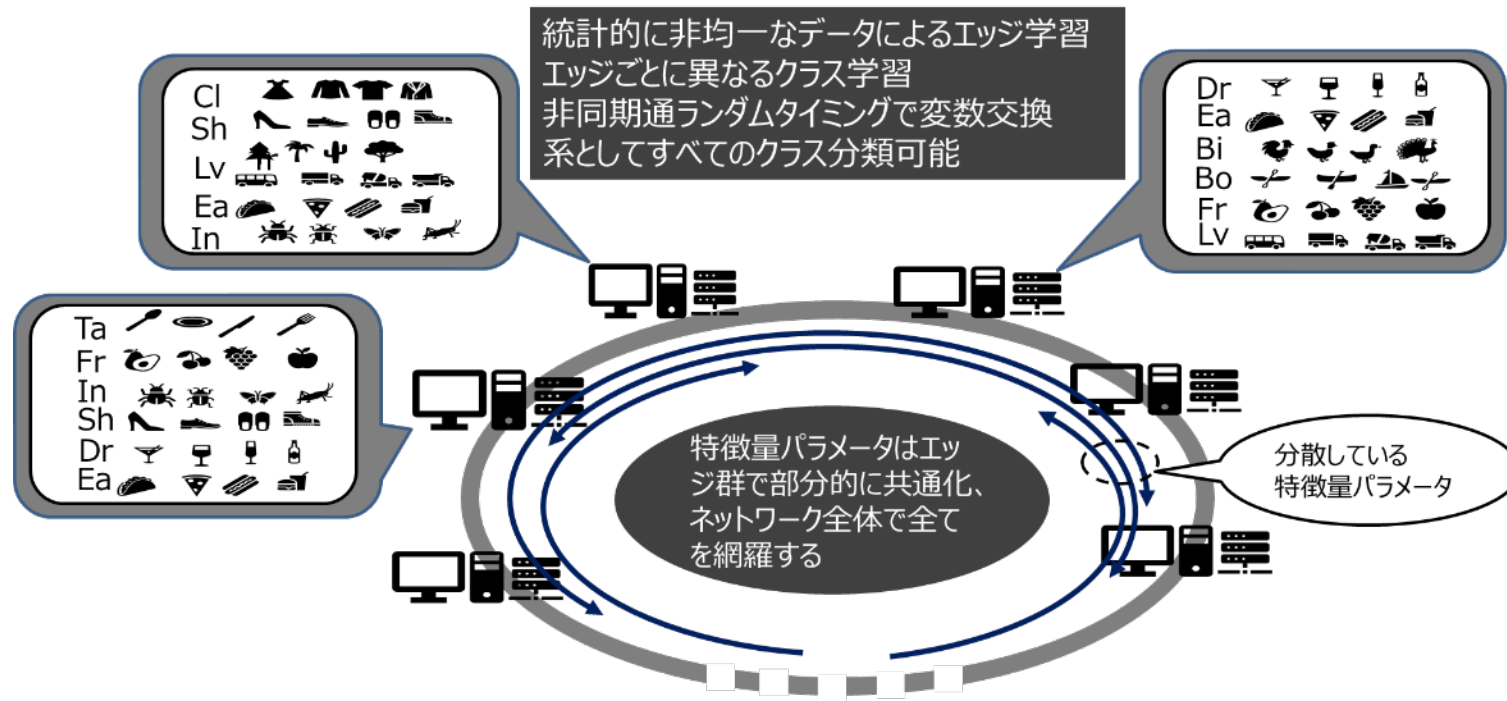 統計的に非均一なデータによるエッジ学習
エッジごとに異なるクラス学習
非同期通ランダムタイミングで変数交換
系としてすべてのクラス分類可能
Cl
Sh
Lv
Ea
In
Dr
Ea
Bi
Bo
Fr
Lv
Ta
Fr
In
Sh
Dr
Ea
特徴量パラメータはエッ
ジ群で部分的に共通化、
ネットワーク全体で全て
を網羅する
分散している
特徴量パラメータ